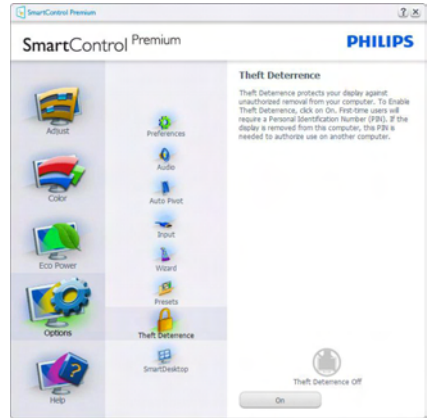 SmartControl Premium
SmartControl Premium
PHILIPS
Adjust
Color
Eco Power
Options
Help
Preferences
Audio
Auto Pivot
Input
Wizard
Presets
Theft Deterrence
SmartDesktop
Theft Deterrence
Theft Deterrence protects your display against
unauthorized removal from your computer. To Enable
Theft Deterrence, click on On. First-time users will
require a Personal Identification Number (PIN). If the
display is removed from this computer, this PIN is
needed to authorize use on another computer.
Theft Deterrence Off
On